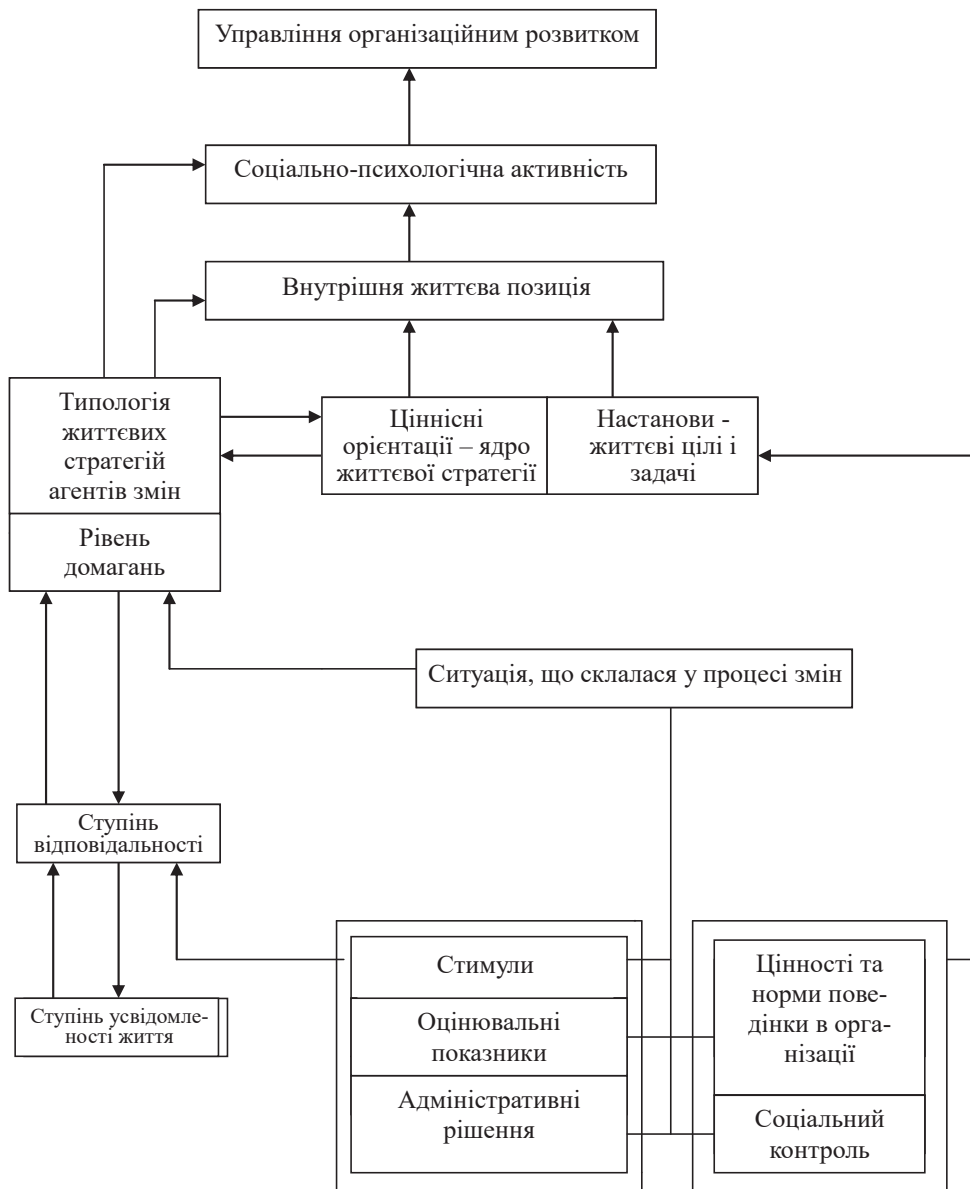 Управління організаційним розвитком
Соціально-психологічна активність
Внутрішня життєва позиція
Типологія
життєвих
стратегій
агентів змін
Ціннісні
орієнтації – ядро
життєвої стратегії
Настанови -
життєві цілі і
задачі
Рівень
домагань
Ситуація, що склалася у процесі змін
Ступінь
відповідальності
Ступінь усвідомле-
ності життя
Стимули
Оцінювальні
показники
Адміністративні
рішення
Цінності та
норми пове-
дінки в орга-
нізації
Соціальний
контроль